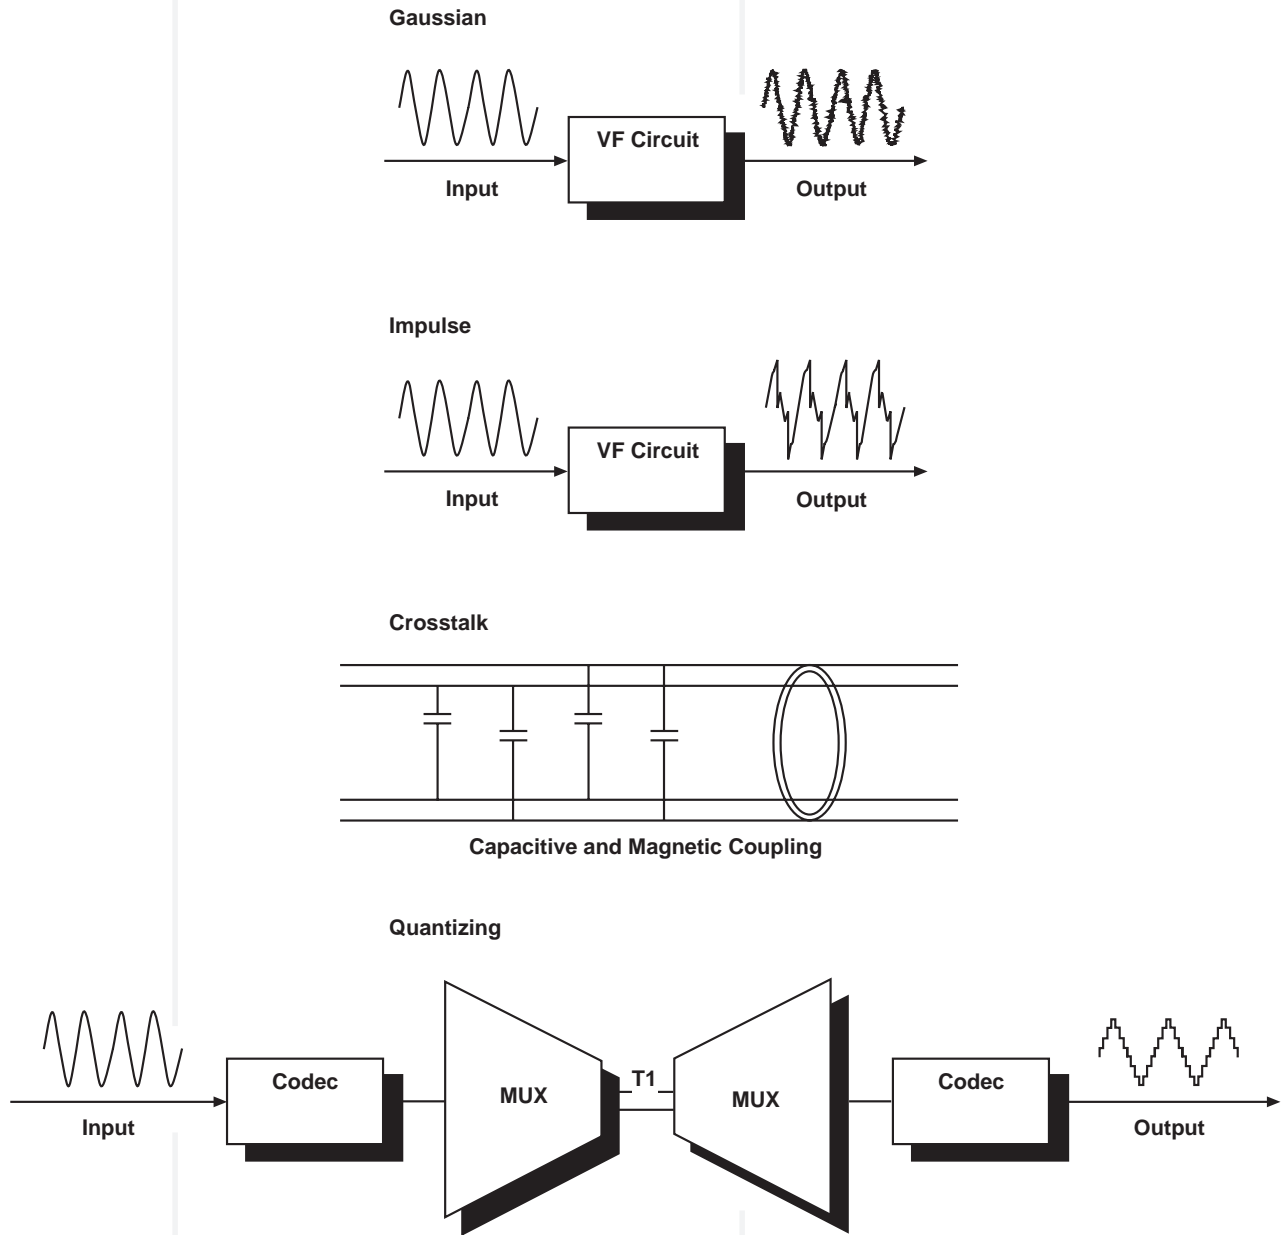 Gaussian
VF Circuit
Input
Output
Impulse
VF Circuit
Input
Output
Crosstalk
Capacitive and Magnetic Coupling
Quantizing
Codec
MUX
T1
MUX
Codec
Input
Output